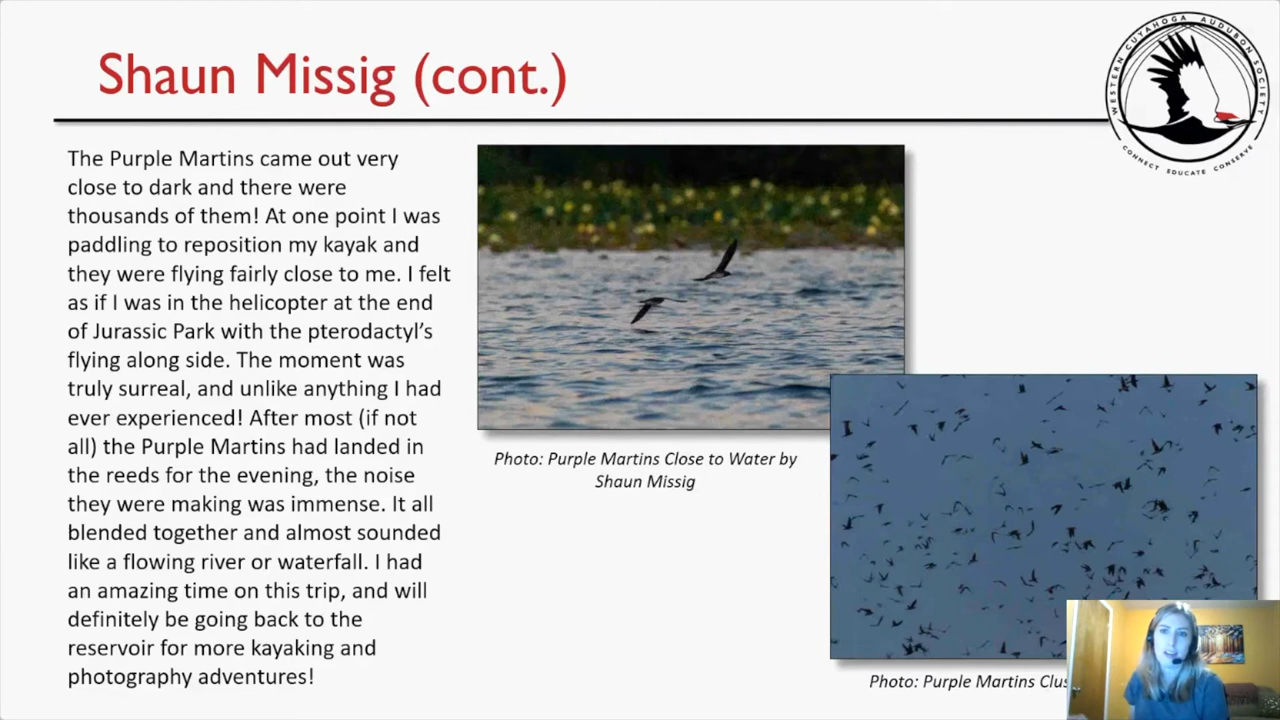 Shaun Missig (cont.)
WESTERN CUYAHOGA AUDUBON SOCIETY
CONNECT EDUCATE CONSERVE
The Purple Martins came out very
close to dark and there were
thousands of them! At one point I was
paddling to reposition my kayak and
they were flying fairly close to me. I felt
as if I was in the helicopter at the end
of Jurassic Park with the pterodactyl’s
flying along side. The moment was
truly surreal, and unlike anything I had
ever experienced! After most (if not
all) the Purple Martins had landed in
the reeds for the evening, the noise
they were making was immense. It all
blended together and almost sounded
like a flowing river or waterfall. I had
an amazing time on this trip, and will
definitely be going back to the
reservoir for more kayaking and
photography adventures!
Photo: Purple Martins Close to Water by
Shaun Missig
Photo: Purple Martins